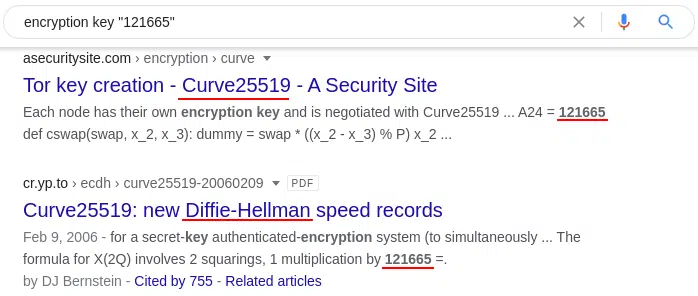 encryption key "121665"
asecuritysite.com › encryption › curve
Tor key creation - Curve25519 - A Security Site
Each node has their own encryption key and is negotiated with Curve25519 ... A24 = 121665
def cswap(swap, x_2, x_3): dummy = swap * ((x_2 - x_3) % P) x_2 ...
cr.yp.to › ecdh › curve25519-20060209 PDF
Curve25519: new Diffie-Hellman speed records
Feb 9, 2006 - for a secret-key authenticated-encryption system (to simultaneously ... The
formula for X(2Q) involves 2 squarings, 1 multiplication by 121665 =.
by DJ Bernstein - Cited by 755 - Related articles